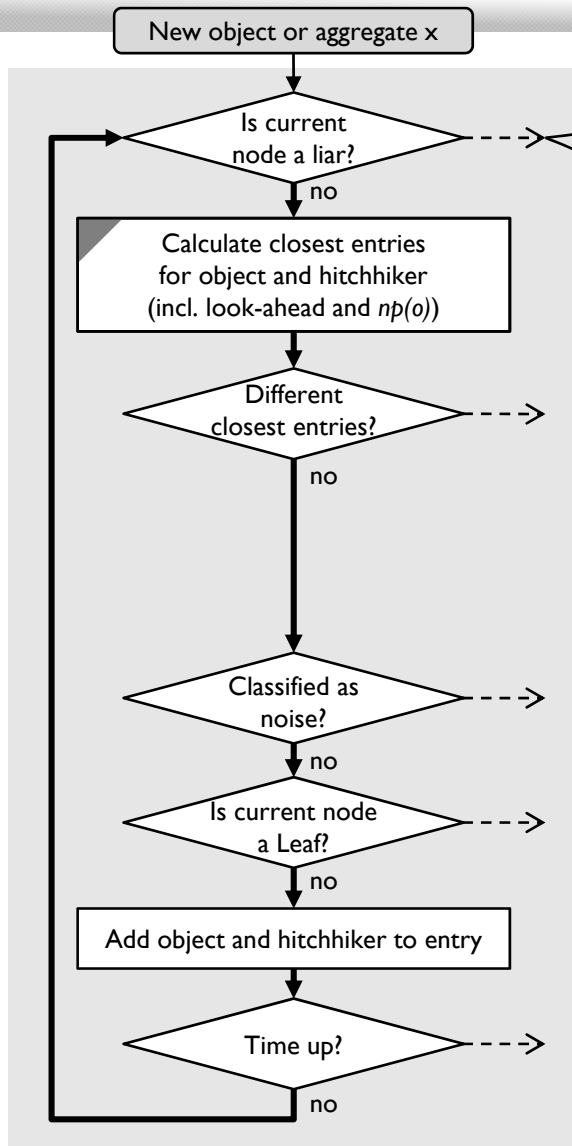 New object or aggregate x
Is current
node a liar?
no
Calculate closest entries
for object and hitchhiker
(incl. look-ahead and np(o))
Different
closest entries?
no
Classified as
noise?
no
Is current node
a Leaf?
no
Add object and hitchhiker to entry
Time up?
no